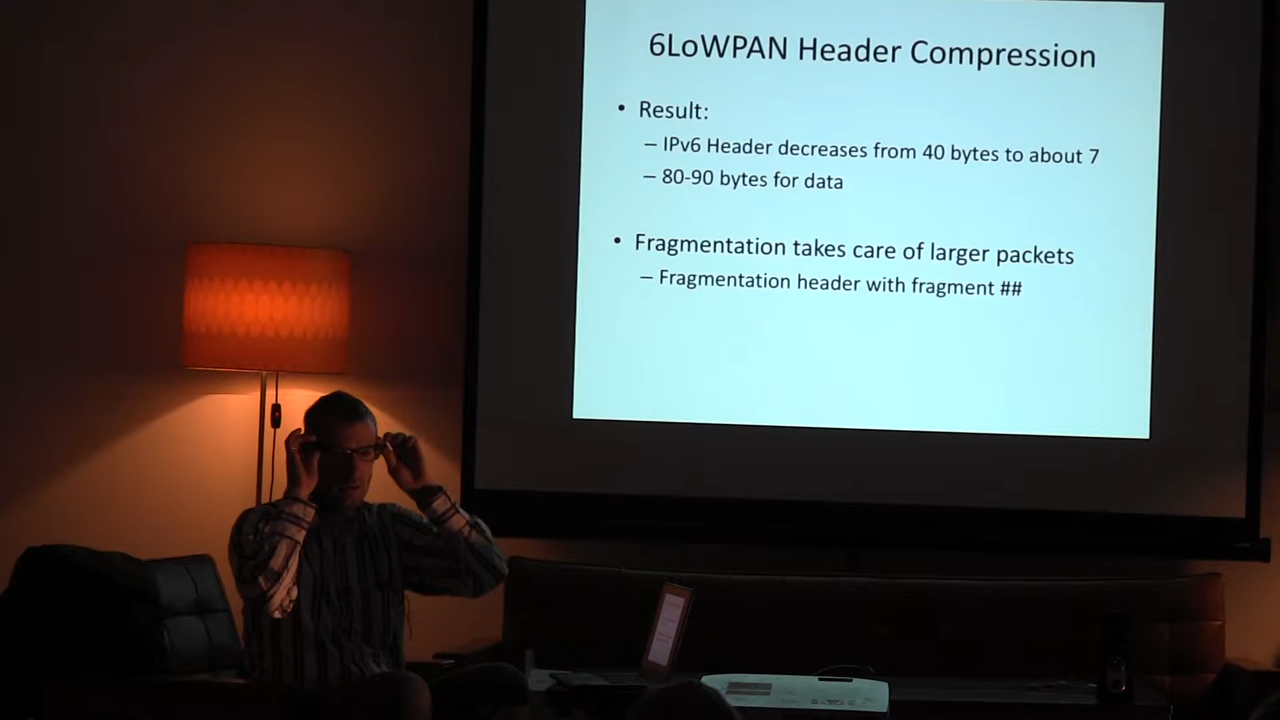 6LoWPAN Header Compression
• Result:
– IPv6 Header decreases from 40 bytes to about 7
– 80-90 bytes for data
• Fragmentation takes care of larger packets
– Fragmentation header with fragment ##